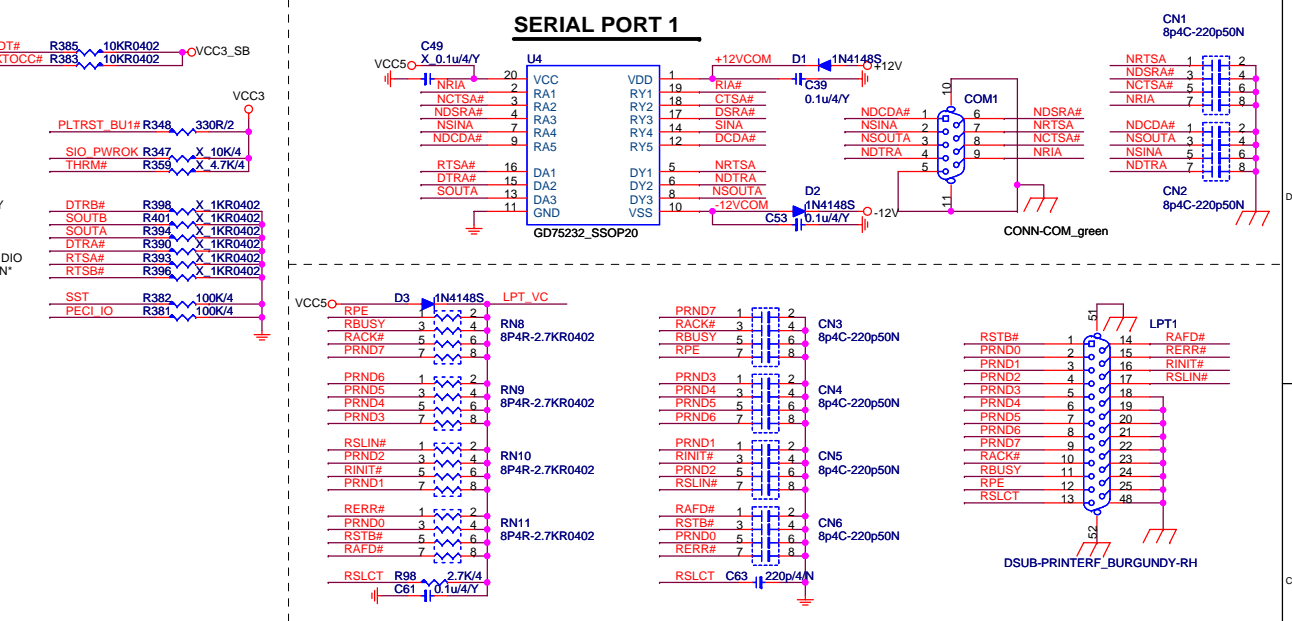 DT# R385 10KR0402 VCC3_SB
TOCC# R383 10KR0402
VCC3
PLTRST_BU1# R348 330R/2
SIO_PWROK R347 X_10K/4
THRM# R359 X_4.7K/4
DTRB# R398 X_1KR0402
SOUTB R401 X_1KR0402
SOUTA R394 X_1KR0402
DTRA# R390 X_1KR0402
RTSA# R393 X_1KR0402
RTSB# R396 X_1KR0402
Y
DIO
N*
SST R382 100K/4
PECI_IO R381 100K/4
SERIAL PORT 1
C49
X_0.1u/4/Y
VCC5
U4
20 VCC VDD 1
NRIA 2 RA1 RY1 19 RIA#
NCTSA# 3 RA2 RY2 18 CTSA#
NDSRA# 4 RA3 RY3 17 DSRA#
NSINA 7 RA4 RY4 14 SINA
NDCDA# 9 RA5 RY5 12 DCDA#
RTSA# 16 DA1 DY1 5 NRTSA
DTRA# 15 DA2 DY2 6 NDTRA
SOUTA 13 DA3 DY3 8 NSOUTA
11 GND VSS 10 -12VCOM
GD75232_SSOP20
+12VCOM D1 1N4148S +12V
C39
0.1u/4/Y
D2
1N4148S
-12V
C53 0.1u/4/Y
COM1
10
NDCDA# 1 6 NDSRA#
NSINA 2 7 NRTSA
NSOUTA 3 8 NCTSA#
NDTRA 4 9 NRIA
5
11
CONN-COM_green
CN1
8p4C-220p50N
NRTSA 1 2
NDSRA# 3 4
NCTSA# 5 6
NRIA 7 8
NDCDA# 1 2
NSOUTA 3 4
NSINA 5 6
NDTRA 7 8
CN2
8p4C-220p50N
D
VCC5 D3 1N4148S LPT_VC
RPE 1 2
RBUSY 3 4
RACK# 5 6
PRND7 7 8
RN8
8P4R-2.7KR0402
PRND6 1 2
PRND5 3 4
PRND4 5 6
PRND3 7 8
RN9
8P4R-2.7KR0402
RSLIN# 1 2
PRND2 3 4
RINIT# 5 6
PRND1 7 8
RN10
8P4R-2.7KR0402
RERR# 1 2
PRND0 3 4
RSTB# 5 6
RAFD# 7 8
RN11
8P4R-2.7KR0402
RSLCT R98 2.7K/4
C61 0.1u/4/Y
PRND7 1 2
RACK# 3 4
RBUSY 5 6
RPE 7 8
CN3
8p4C-220p50N
PRND3 1 2
PRND4 3 4
PRND5 5 6
PRND6 7 8
CN4
8p4C-220p50N
PRND1 1 2
RINIT# 3 4
PRND2 5 6
RSLIN# 7 8
CN5
8p4C-220p50N
RAFD# 1 2
RSTB# 3 4
PRND0 5 6
RERR# 7 8
CN6
8p4C-220p50N
RSLCT C63 220p/4/N
51
LPT1
RSTB# 1 14 RAFD#
PRND0 2 15 RERR#
PRND1 3 16 RINIT#
PRND2 4 17 RSLIN#
PRND3 5 18
PRND4 6 19
PRND5 7 20
PRND6 8 21
PRND7 9 22
RACK# 10 23
RBUSY 11 24
RPE 12 25
RSLCT 13 48
52
DSUB-PRINTERF_BURGUNDY-RH
C